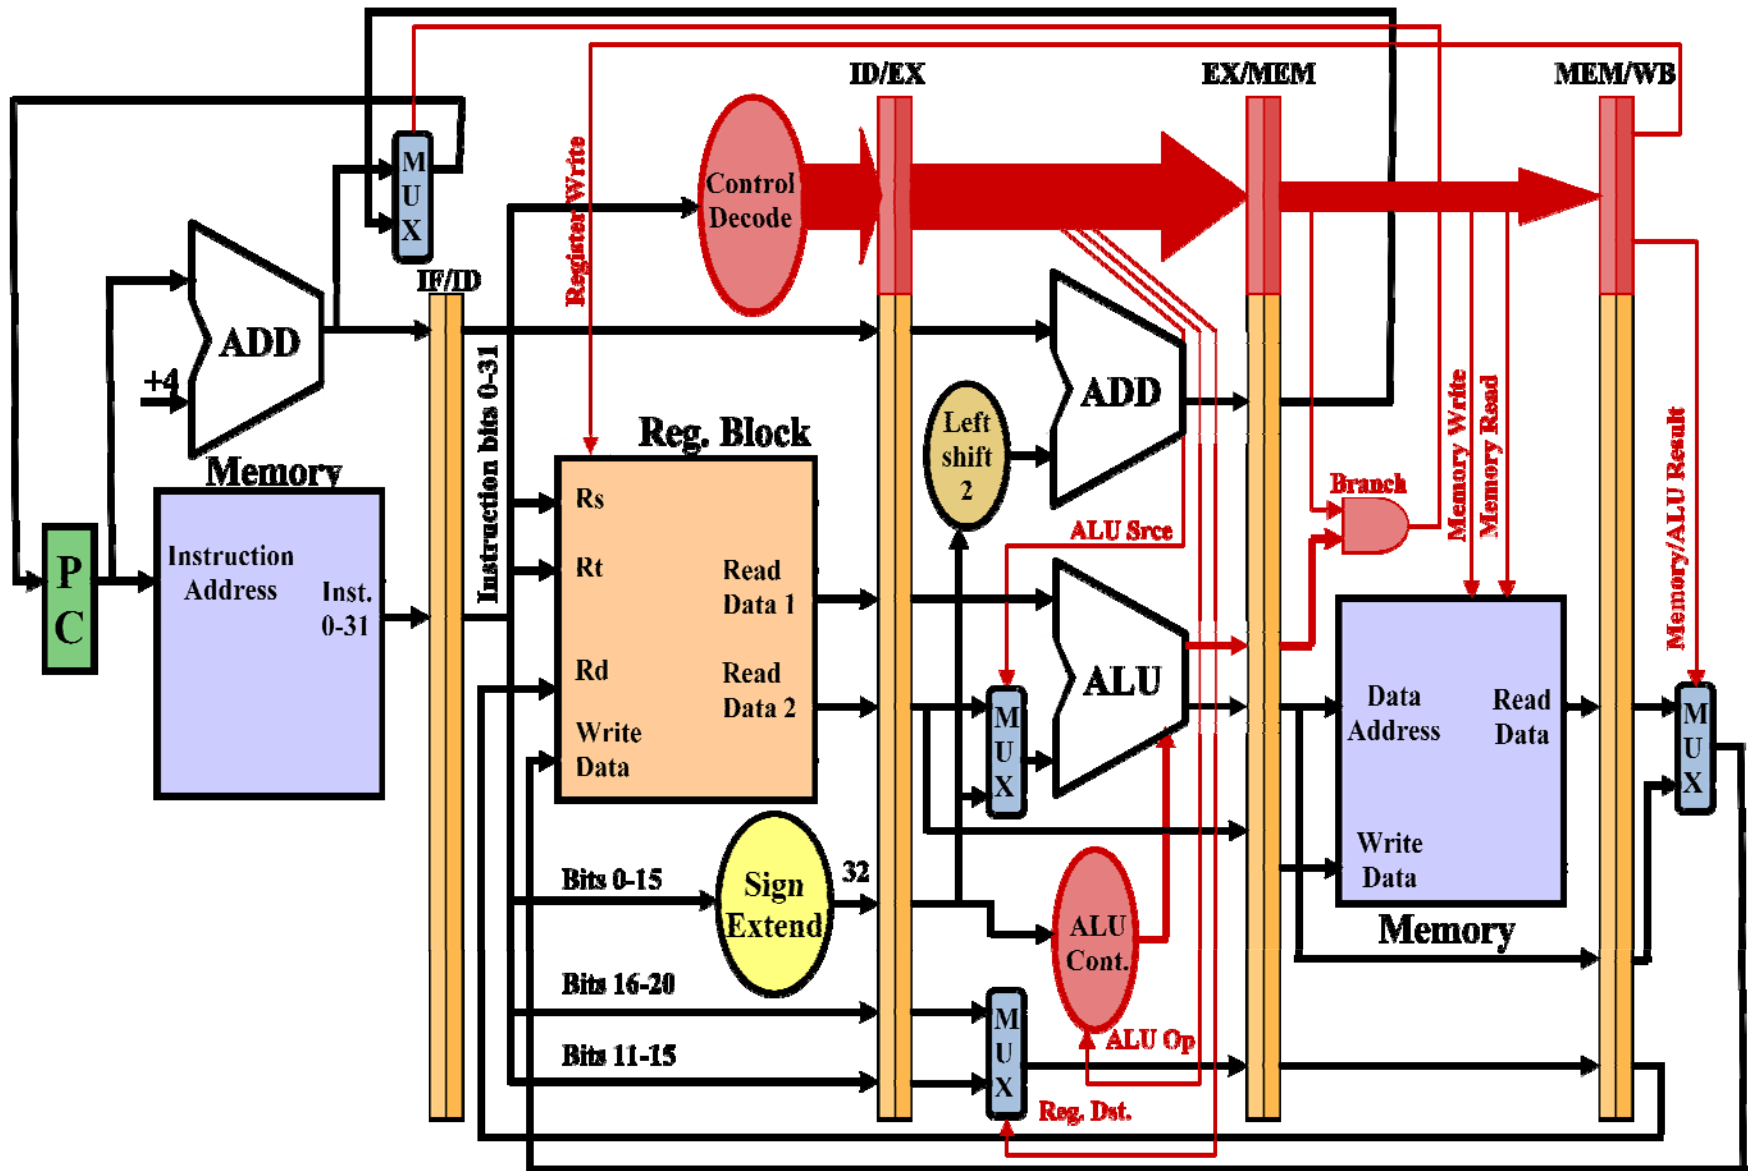 ID/EX
EX/MEM
MEM/WB
M
U
X
Control
Decode
Register Write
IF/ID
ADD
+4
Instruction bits 0-31
ADD
Left
shift
2
Reg. Block
Memory
Rs
Rt
Rd
Write
Data
Read
Data 1
Read
Data 2
P
C
Instruction
Address
Inst.
0-31
ALU Srce
Branch
Memory Write
Memory Read
Memory/ALU Result
ALU
M
U
X
Data
Address
Read
Data
Write
Data
Memory
M
U
X
Bits 0-15
Sign
Extend
32
ALU
Cont.
Bits 16-20
Bits 11-15
M
U
X
ALU Op
Reg. Dst.